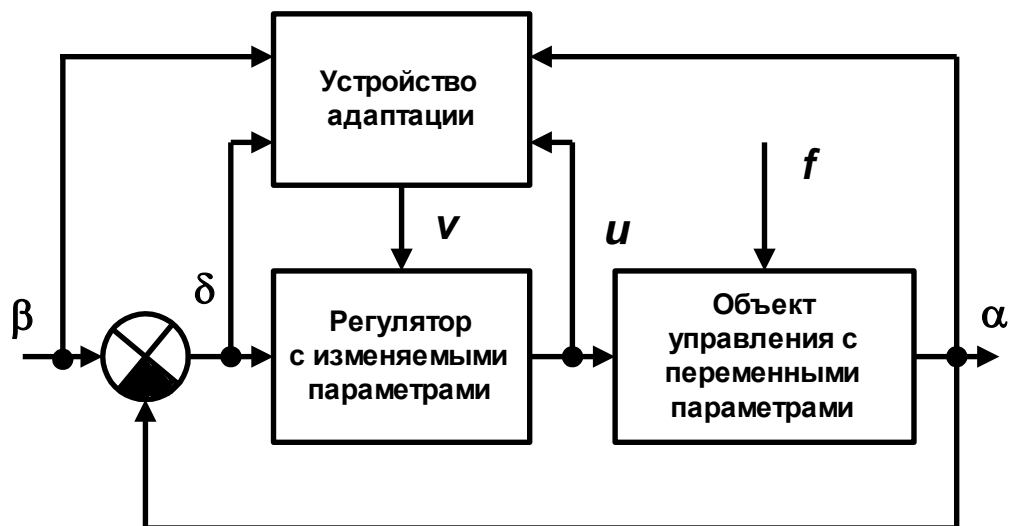 Устройство
адаптации
f
v
u
β
δ
Регулятор
с изменяемыми
параметрами
Объект
управления с
переменными
параметрами
α